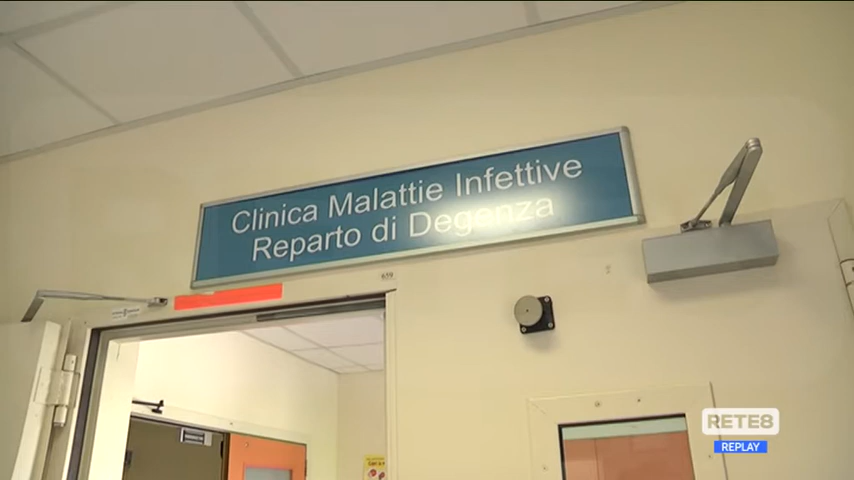 Clinica Malattie Infettive
Reparto di Degenza
659
RETE8
REPLAY